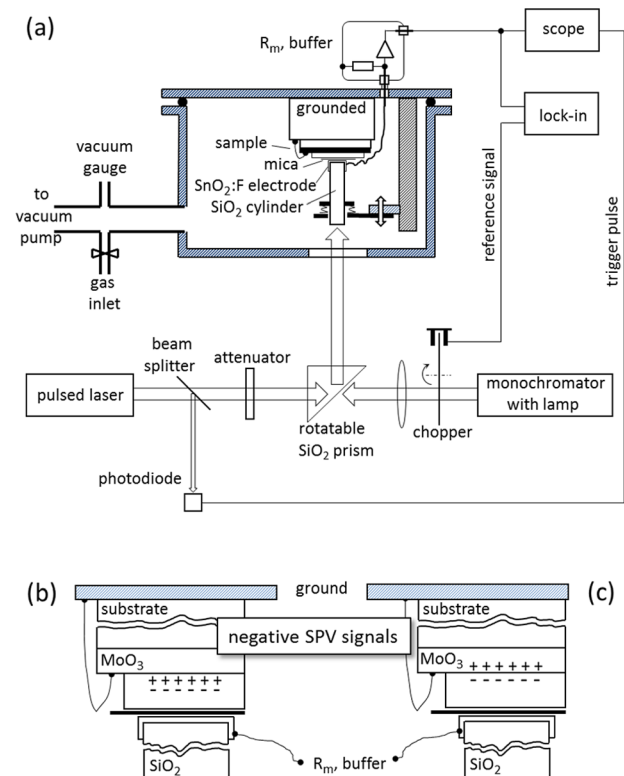 (a)
R
m
, buffer
scope
lock-in
grounded
sample
mica
SnO₂:F electrode
SiO₂ cylinder
vacuum
gauge
to
vacuum
pump
gas
inlet
reference signal
trigger pulse
beam
splitter
attenuator
pulsed laser
rotatable
SiO₂ prism
chopper
monochromator
with lamp
photodiode
(b)
ground
(c)
substrate
substrate
negative SPV signals
MoO₃
MoO₃
+ + + + + +
+ + + + + +
- - - - - -
- - - - - -
SiO₂
Rₘ, buffer
SiO₂